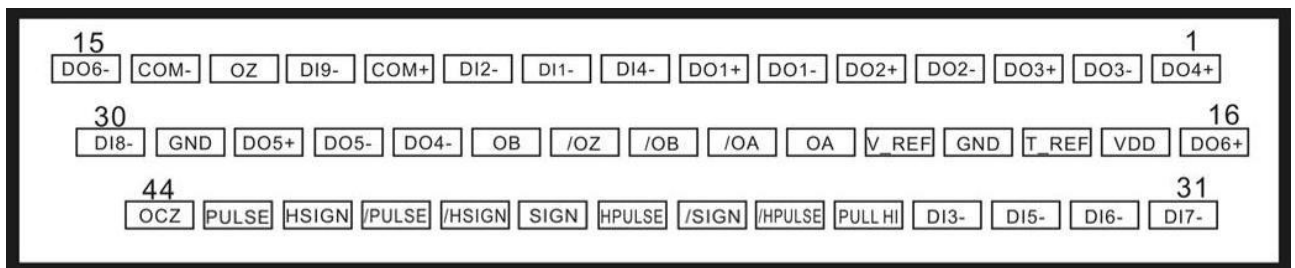 15 1
DO6- COM- OZ DI9- COM+ DI2- DI1- DI4- DO1+ DO1- DO2+ DO2- DO3+ DO3- DO4+
30 16
DI8- GND DO5+ DO5- DO4- OB /OZ /OB /OA OA V_REF GND T_REF VDD DO6+
44 31
OCZ PULSE HSIGN /PULSE /HSIGN SIGN HPULSE /SIGN /HPULSE PULL HI DI3- DI5- DI6- DI7-